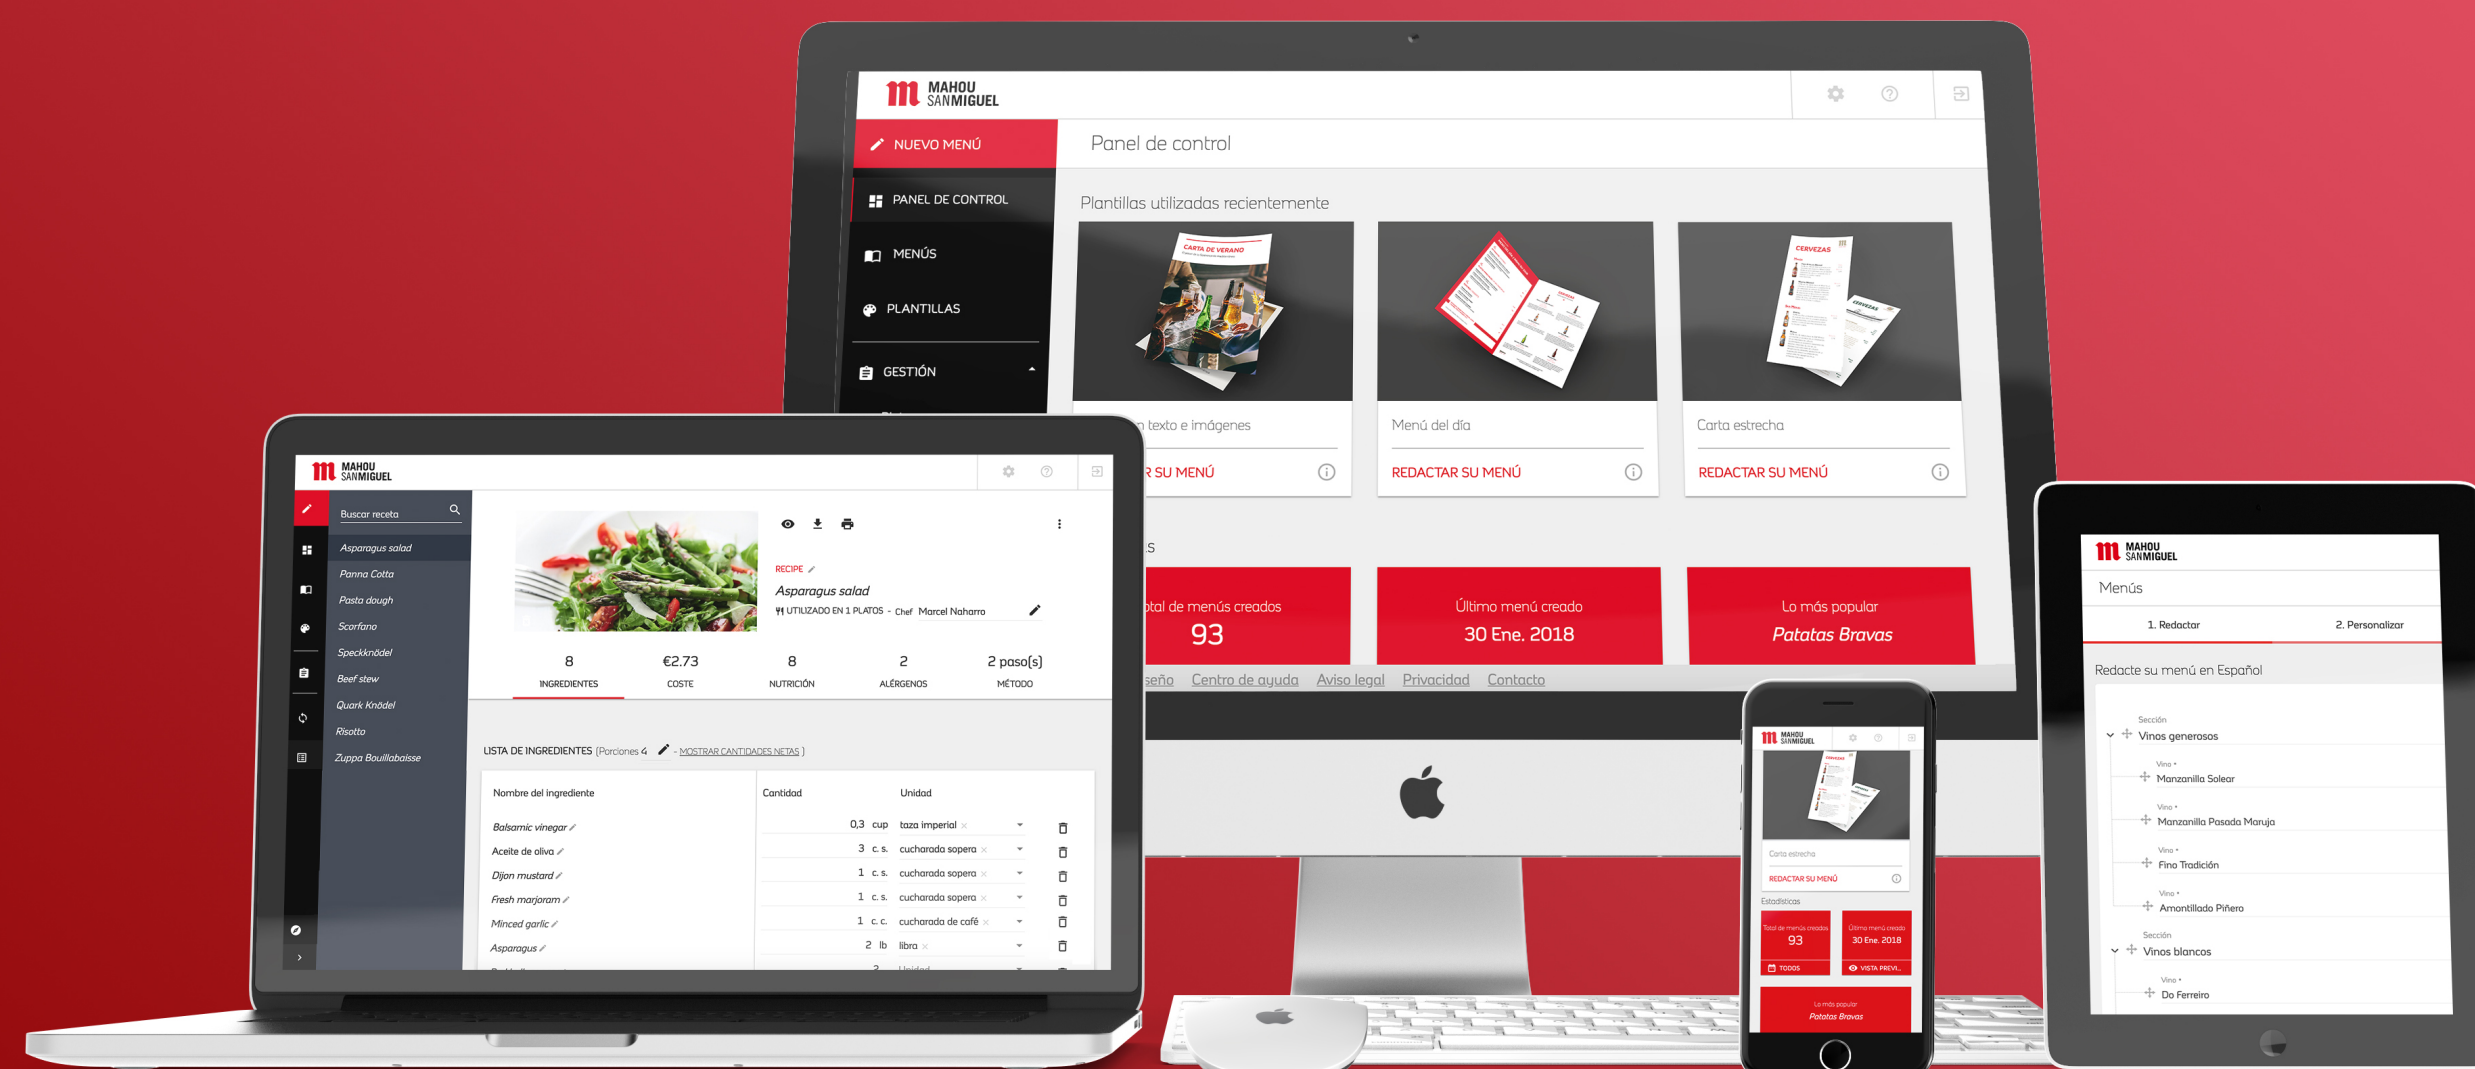 MAHOU
SANMIGUEL
NUEVO MENÚ
Panel de control
PANEL DE CONTROL
MENÚS
PLANTILLAS
GESTIÓN
Plantillas utilizadas recientemente
CARTA DE VERANO
CERVEZAS
CERVEZAS
texto e imágenes
Menú del día
Carta estrecha
SU MENÚ
REDACTAR SU MENÚ
REDACTAR SU MENÚ
de menús creados
93
Último menú creado
30 Ene. 2018
Lo más popular
Patatas Bravas
Centro de ayuda
Aviso legal
Privacidad
Contacto
MAHOU
SANMIGUEL
Buscar receta
Asparagus salad
Panna Cotta
Pasta dough
Scorfano
Speckknödel
Beef stew
Quark Knödel
Risotto
Zuppa Bouillabaisse
RECIPE
Asparagus salad
UTILIZADO EN 1 PLATOS - Chef Marcel Naharro
8 €2.73 8 2 2 paso(s)
INGREDIENTES COSTE NUTRICIÓN ALÉRGENOS MÉTODO
LISTA DE INGREDIENTES (Porciones 4 - MOSTRAR CANTIDADES NETAS )
Nombre del ingrediente Cantidad Unidad
Balsamic vinegar 0,3 cup taza imperial
Aceite de oliva 3 c. s. cucharada sopera
Dijon mustard 1 c. s. cucharada sopera
Fresh marjoram 1 c. s. cucharada sopera
Minced garlic 1 c. c. cucharada de café
Asparagus 2 lb libra
MAHOU
SANMIGUEL
CERVEZAS
Carta estrecha
REDACTAR SU MENÚ
Estadísticas
Total de menús creados
93
TODOS
Último menú creado
30 Ene. 2018
VISTA PREVI...
Lo más popular
Patatas Bravas
MAHOU
SANMIGUEL
Menús
1. Redactar 2. Personalizar
Redacte su menú en Español
Sección
Vinos generosos
Vino *
Manzanilla Solear
Vino *
Manzanilla Pasada Maruja
Vino *
Fino Tradición
Vino *
Amontillado Piñero
Sección
Vinos blancos
Vino *
Do Ferreiro